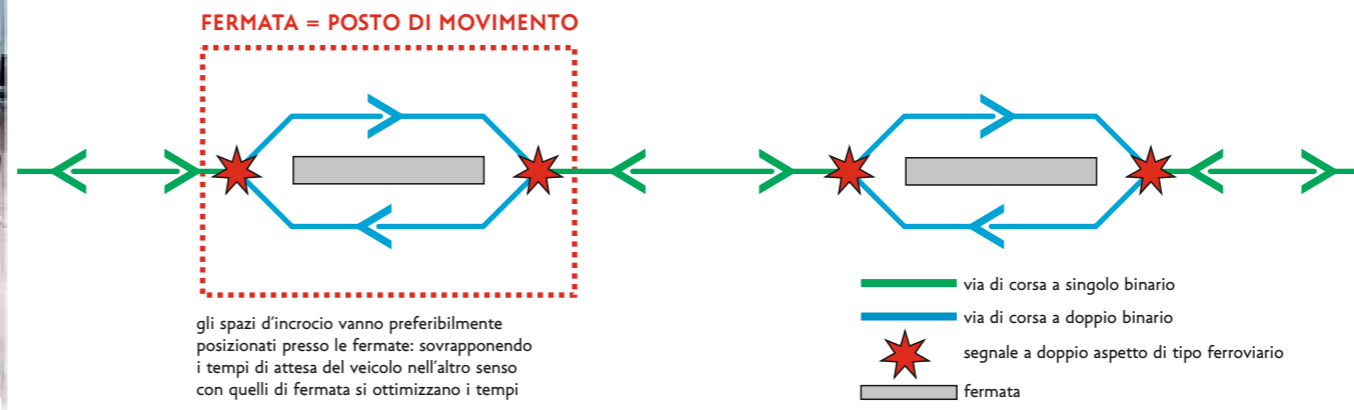 FERMATA = POSTO DI MOVIMENTO
gli spazi d'incrocio vanno preferibilmente
posizionati presso le fermate: sovrapponendo
i tempi di attesa del veicolo nell'altro senso
con quelli di fermata si ottimizzano i tempi
via di corsa a singolo binario
via di corsa a doppio binario
segnale a doppio aspetto di tipo ferroviario
fermata